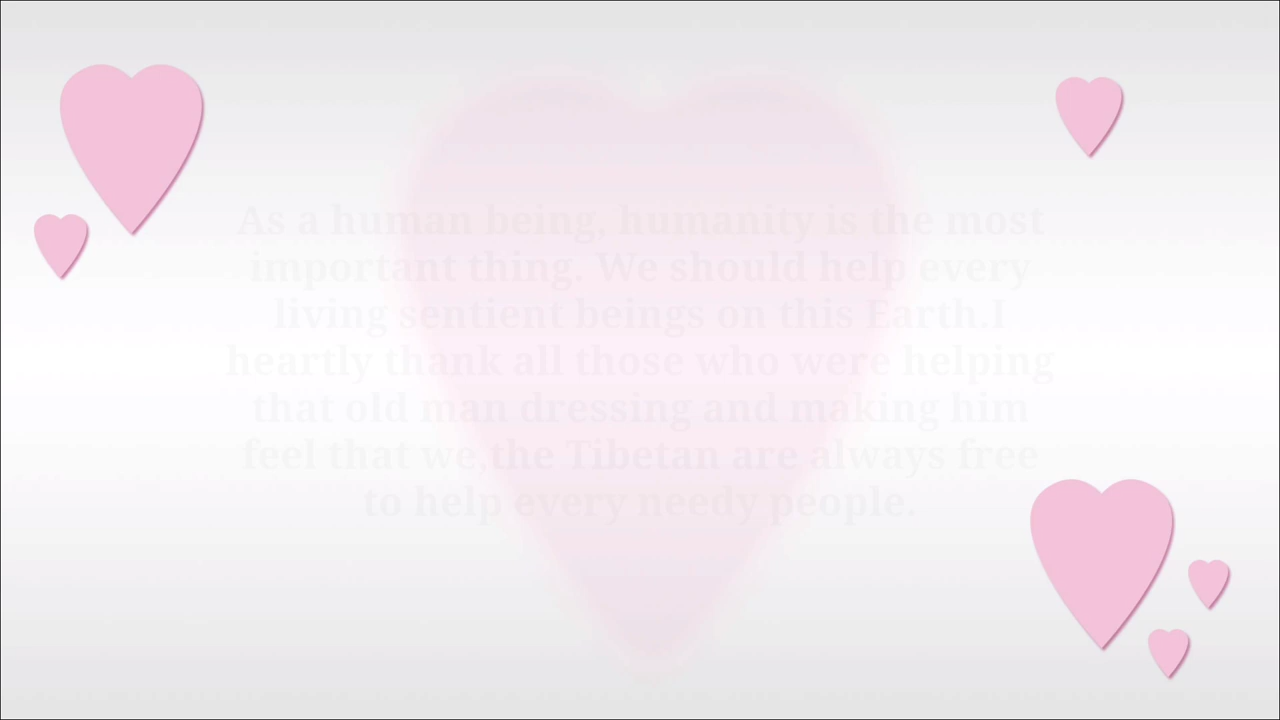 As a human being, humanity is the most
important thing. We should help every
living sentient beings on this Earth.I
heartly thank all those who were helping
that old man dressing and making him
feel that we,the Tibetan are always free
to help every needy people.